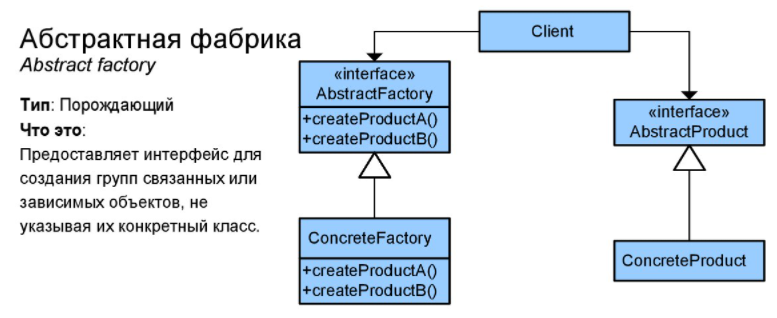 Абстрактная фабрика
Abstract factory
Тип: Порождающий
Что это:
Предоставляет интерфейс для
создания групп связанных или
зависимых объектов, не
указывая их конкретный класс.
Client
«interface»
AbstractFactory
+createProductA()
+createProductB()
«interface»
AbstractProduct
ConcreteFactory
+createProductA()
+createProductB()
ConcreteProduct